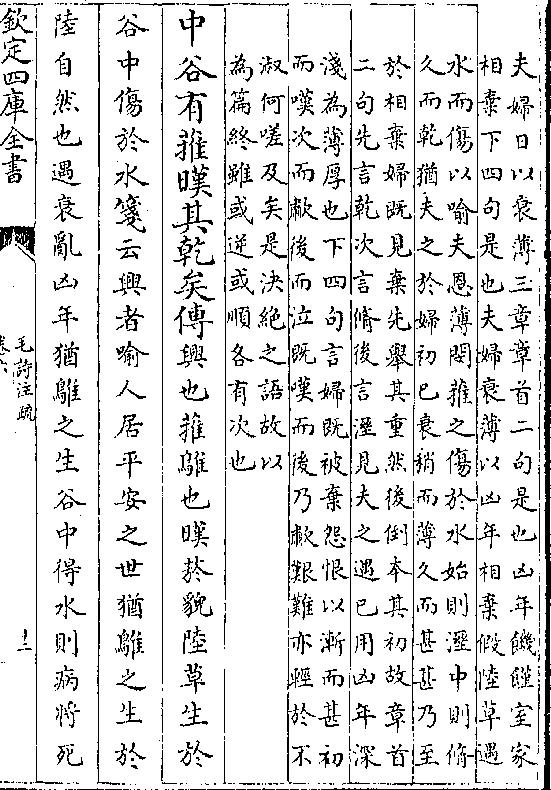 夫婦日以衰薄三章章首二句是也凶年饑饉室家
相棄下四句是也夫婦衰薄以凶年相棄假陸草遇
水而傷以喻夫恩薄厚蓷之傷於水始則溼中則脩
久而乾猶夫之於婦初已衰稍而薄久而甚甚乃至
於相棄婦既見棄先舉其重然後倒本其初故章首
二句先言乾次言脩後言溼見夫之遇已用凶年深
淺為薄厚也下四句言婦既被棄怨恨以漸而甚初
而嘆次而歗後而泣既嘆而後乃歗艱難亦輕於不
淑何嗟及矣是決絕之語故以
為篇終雖或逆或順各有次也
中谷有蓷暵其乾矣傳興也蓷鵻也暵菸貌陸草生於
谷中傷於水箋云興者喻人居平安之世猶鵻之生於
陸自然也遇衰亂凶年猶鵻之生谷中得水則病將死
欽定四庫全書
毛詩注疏
十二